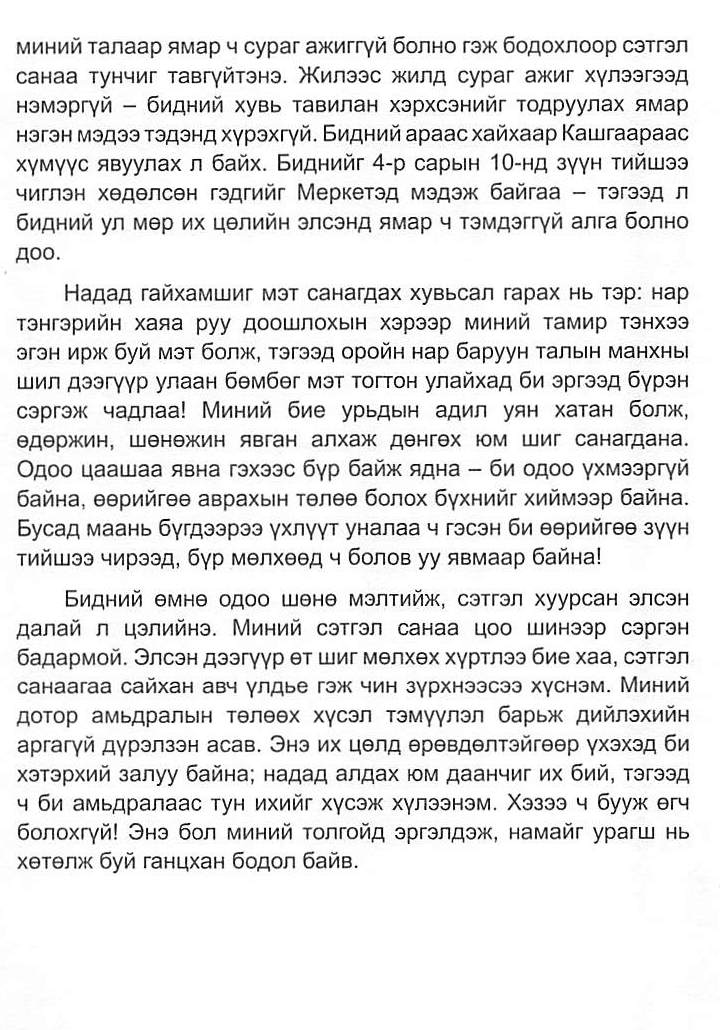 миний талаар ямар ч сураг ажиггүй болно гэж бодохлоор сэтгэл
санаа тунчиг тавгүйтэнэ. Жилээс жилд сураг ажиг хүлээгээд
нэмэргүй – бидний хувь тавилан хэрхсэнийг тодруулах ямар
нэгэн мэдээ тэдэнд хүрэхгүй. Бидний араас хайхаар Кашгаараас
хүмүүс явуулах л байх. Биднийг 4-р сарын 10-нд зүүн тийшээ
чиглэн хөдөлсөн гэдгийг Меркетэд мэдэж байгаа – тэгээд л
бидний ул мөр их цөлийн элсэнд ямар ч тэмдэггүй алга болно
доо.
Надад гайхамшиг мэт санагдах хувьсал гарах нь тэр: нар
тэнгэрийн хаяа руу доошлохын хэрээр миний тамир тэнхээ
эгэн ирж буй мэт болж, тэгээд оройн нар баруун талын манхны
шил дээгүүр улаан бөмбөг мэт тогтон улайхад би эргээд бүрэн
сэргэж чадлаа! Миний бие урьдын адил уян хатан болж,
өдөржин, шөнөжин явган алхаж дөнгөх юм шиг санагдана.
Одоо цаашаа явна гэхээс бүр байж ядна – би одоо үхмээргүй
байна, өөрийгөө аврахын төлөө болох бүхнийг хиймээр байна.
Бусад маань бүгдээрээ үхлүүт уналаа ч гэсэн би өөрийгөө зүүн
тийшээ чирээд, бүр мөлхөөд ч болов уу явмаар байна!
Бидний өмнө одоо шөнө мэлтийж, сэтгэл хуурсан элсэн
далай л цэлийнэ. Миний сэтгэл санаа цоо шинээр сэргэн
бадармой. Элсэн дээгүүр өт шиг мөлхөх хүртлээ бие хаа, сэтгэл
санаагаа сайхан авч үлдье гэж чин зүрхнээсээ хүснэм. Миний
дотор амьдралын төлөөх хүсэл тэмүүлэл барьж дийлэхийн
аргагүй дүрэлзэн асав. Энэ их цөлд өрөвдөлтэйгөөр үхэхэд би
хэтэрхий залуу байна; надад алдах юм даанчиг их бий, тэгээд
ч би амьдралаас тун ихийг хүсэж хүлээнэм. Хэзээ ч бууж өгч
болохгүй! Энэ бол миний толгойд эргэлдэж, намайг урагш нь
хөтөлж буй ганцхан бодол байв.